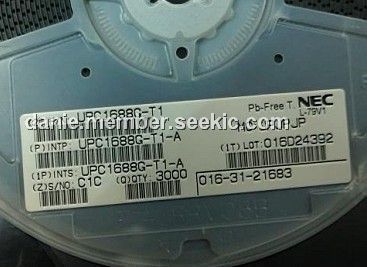 UPC1688G-T1
Pb-Free T. NEC
L-79V1
danie.member.seekic.com
(P)INTP: UPC1688G-T1-A
(1P)INTS: UPC1688G-T1-A
(1T)LOT: 016D24392
(Z)S/NO: C1C (Q)QTY: 3000
016-31-21683